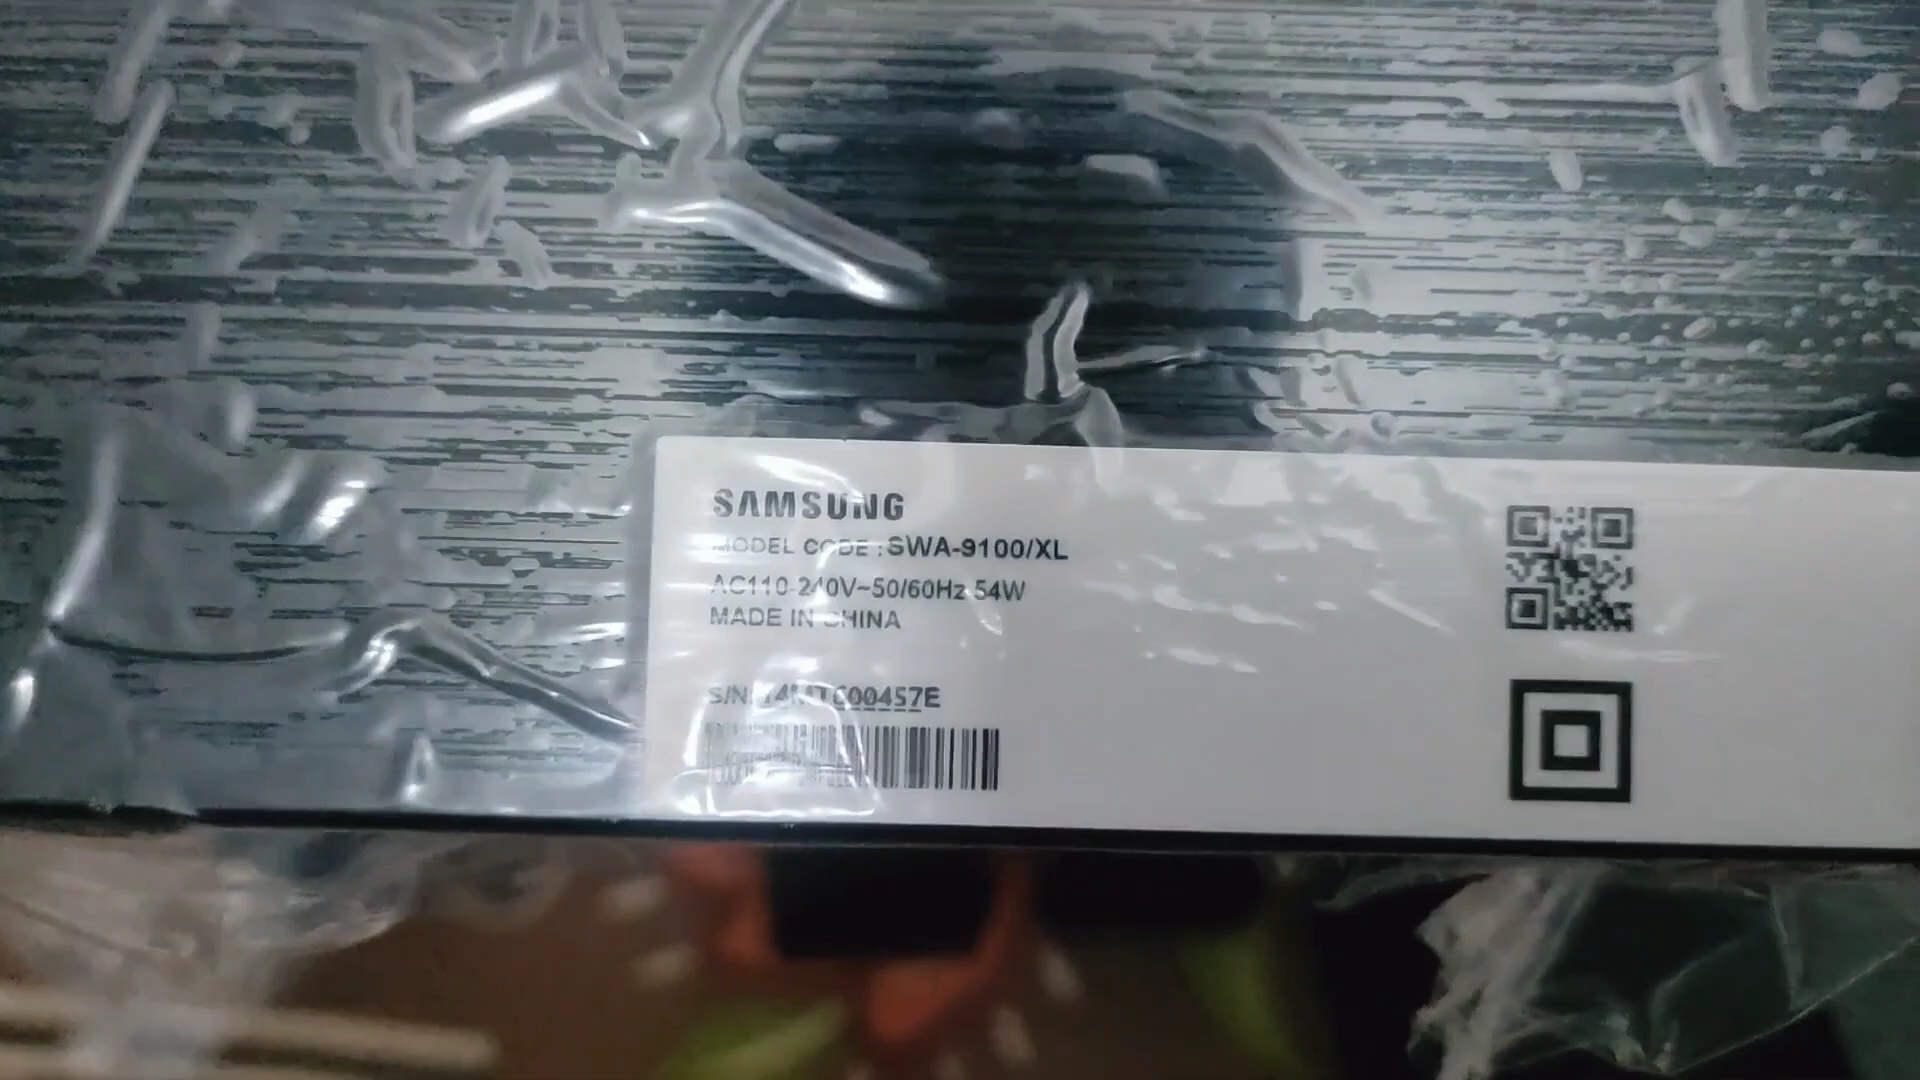 SAMSUNG
MODEL CODE : SWA-9100/XL
AC110-240V~50/60Hz 54W
MADE IN CHINA
S/N: